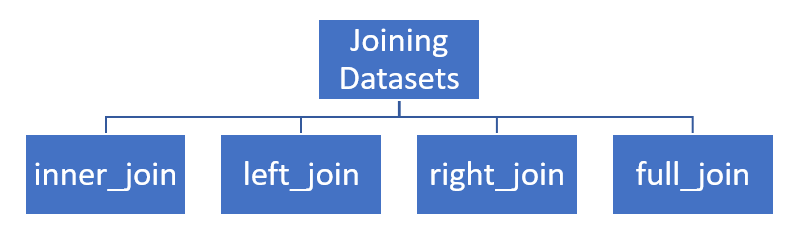 Joining
Datasets
inner_join
left_join
right_join
full_join